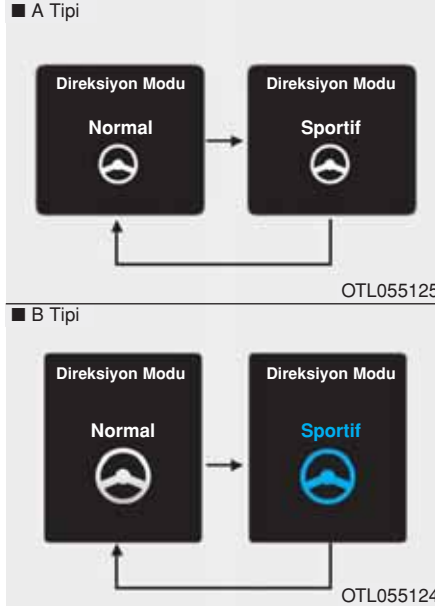 ■ A Tipi
Direksiyon Modu Direksiyon Modu
Normal Sportif
OTL055125
■ B Tipi
Direksiyon Modu Direksiyon Modu
Normal Sportif
OTL055124